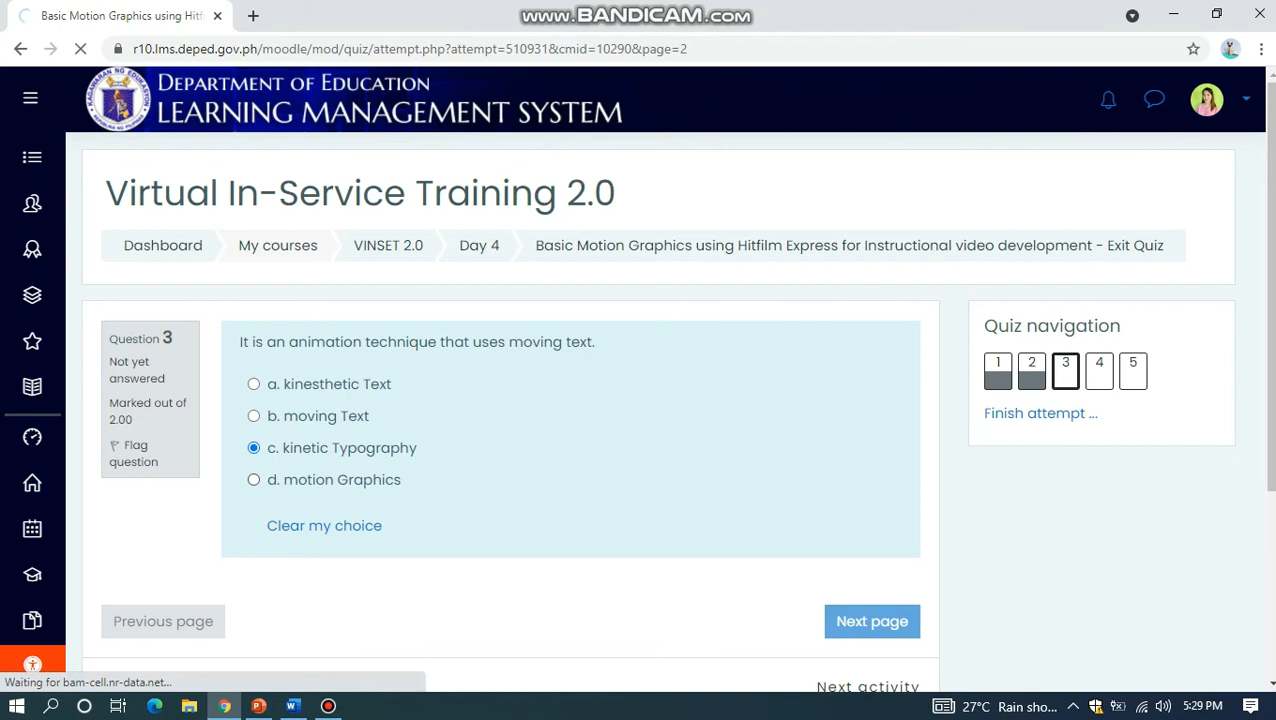 Basic Motion Graphics using Hitfi
www.BANDICAM.com
r10.lms.deped.gov.ph/moodle/mod/quiz/attempt.php?attempt=510931&cmid=10290&page=2
DEPARTMENT OF EDUCATION
LEARNING MANAGEMENT SYSTEM
Virtual In-Service Training 2.0
Dashboard My courses VINSET 2.0 Day 4 Basic Motion Graphics using Hitfilm Express for Instructional video development - Exit Quiz
Question 3
Not yet
answered
Marked out of
2.00
Flag
question
It is an animation technique that uses moving text.
a. kinesthetic Text
b. moving Text
c. kinetic Typography
d. motion Graphics
Clear my choice
Quiz navigation
1 2 3 4 5
Finish attempt ...
Previous page
Next page
Next activity
Waiting for bam-cell.nr-data.net...
27°C Rain sho... 5:29 PM